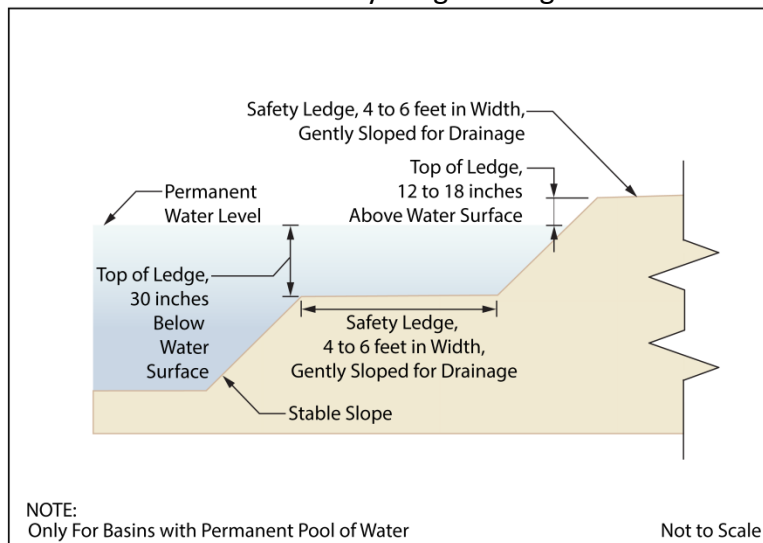 Safety Ledge, 4 to 6 feet in Width,
Gently Sloped for Drainage
Top of Ledge,
12 to 18 inches
Above Water Surface
Permanent
Water Level
Top of Ledge,
30 inches
Below
Water
Surface
Safety Ledge,
4 to 6 feet in Width,
Gently Sloped for Drainage
Stable Slope
NOTE:
Only For Basins with Permanent Pool of Water
Not to Scale